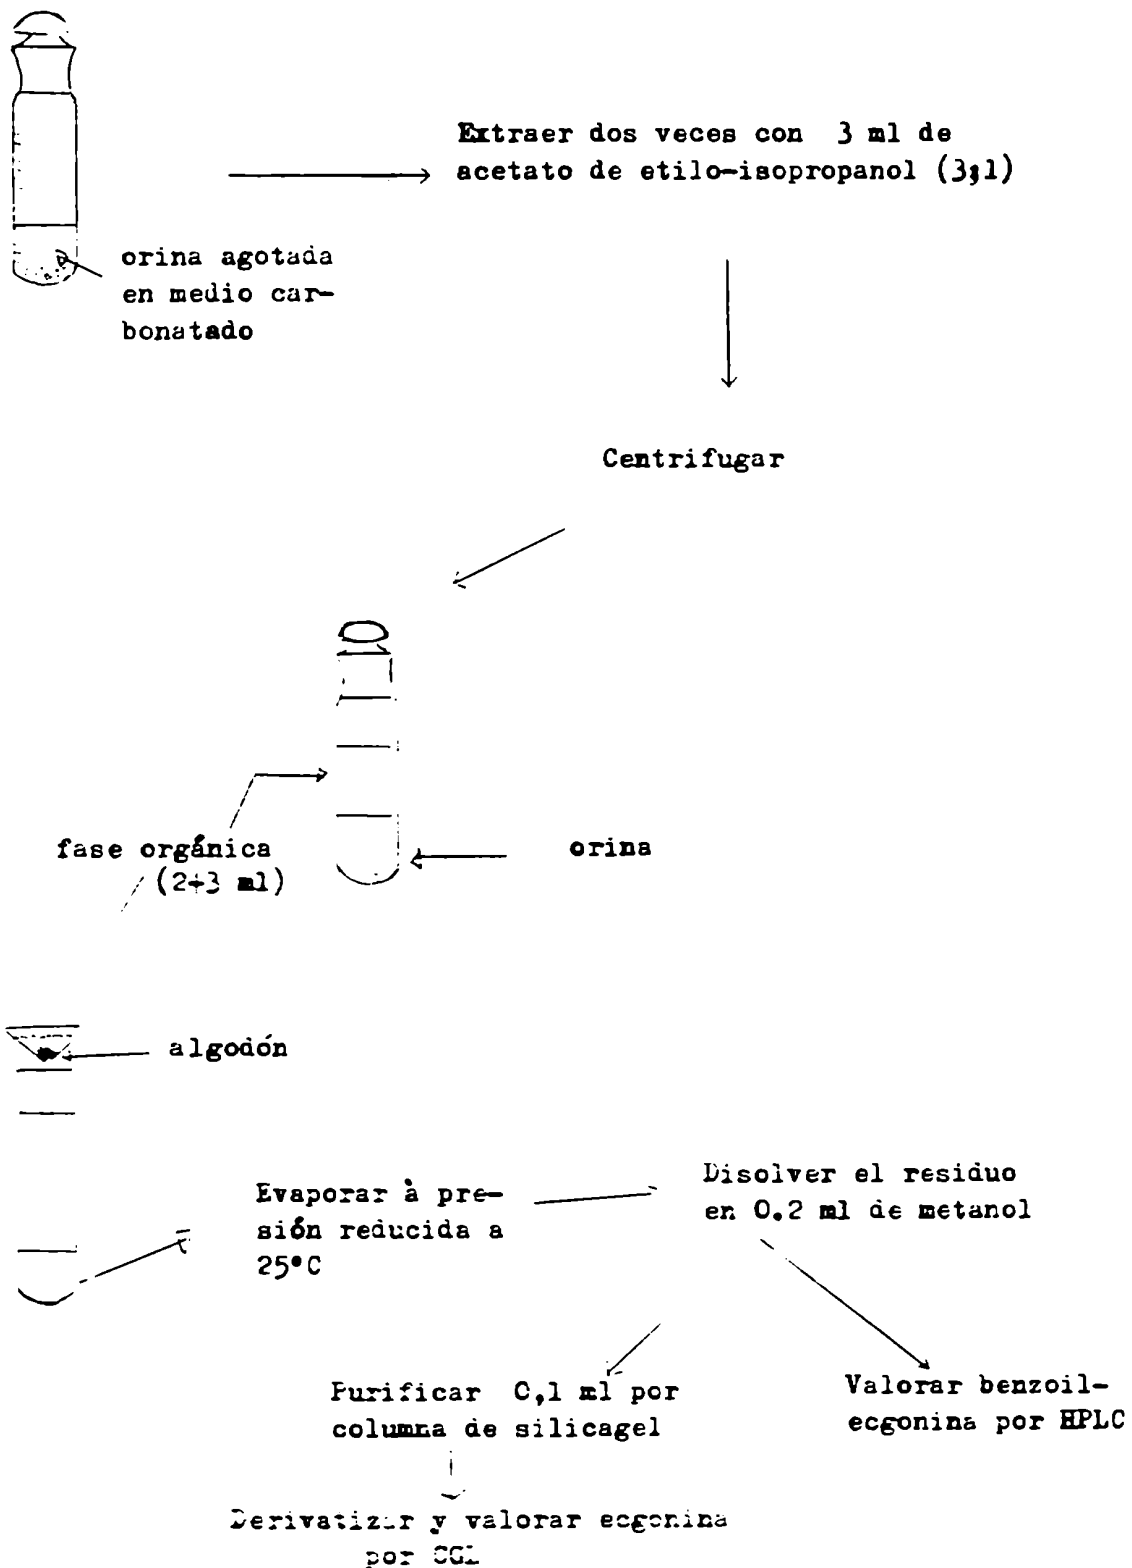 Extraer dos veces con 3 ml de
acetato de etilo-isopropanol (3;1)
orina agotada
en medio car-
bonatado
Centrifugar
fase orgánica
(2+3 ml)
orina
algodón
Evaporar à pre-
sión reducida a
25°C
Disolver el residuo
en 0.2 ml de metanol
Purificar 0,1 ml por
columna de silicagel
Valorar benzoil-
ecgonina por HPLC
Derivatizar y valorar ecgonina
por CGL